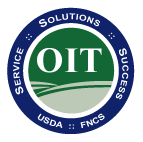 Service :: Solutions :: Success
OIT
USDA :: FNCS